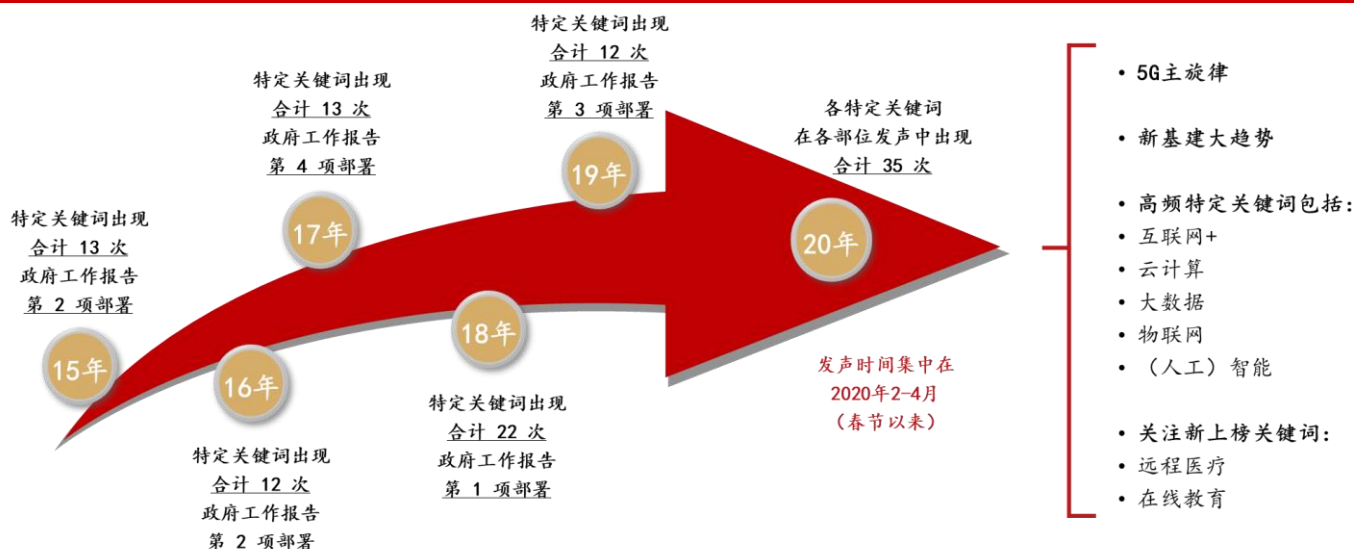 特定关键词出现
合计 13 次
政府工作报告
第 2 项部署
15年
特定关键词出现
合计 12 次
政府工作报告
第 2 项部署
16年
特定关键词出现
合计 13 次
政府工作报告
第 4 项部署
17年
特定关键词出现
合计 22 次
政府工作报告
第 1 项部署
18年
特定关键词出现
合计 12 次
政府工作报告
第 3 项部署
19年
各特定关键词
在各部位发声中出现
合计 35 次
20年
发声时间集中在
2020年2-4月
（春节以来）
• 5G主旋律
• 新基建大趋势
• 高频特定关键词包括：
• 互联网+
• 云计算
• 大数据
• 物联网
• （人工）智能
• 关注新上榜关键词：
• 远程医疗
• 在线教育